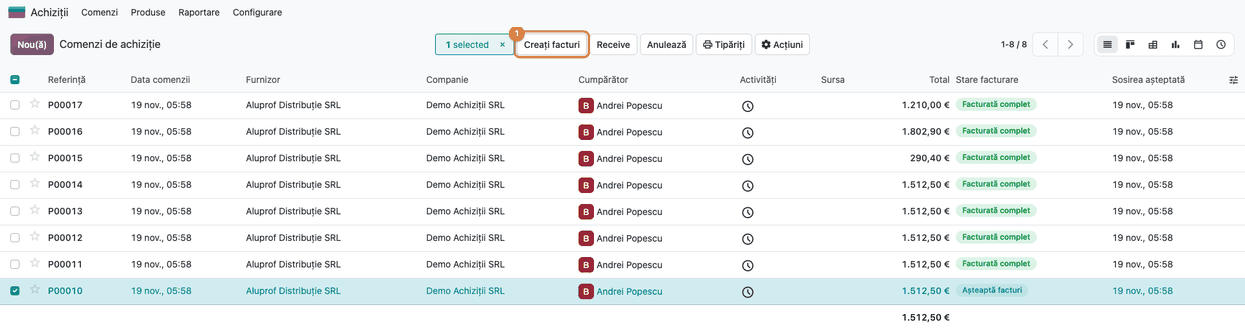 Achiziții Comenzi Produse Raportare Configurare
1
Nou(ă) Comenzi de achiziție 1 selected × Creați facturi Receive Anulează Tipăriți Acțiuni 1-8 / 8
Referință Data comenzii Furnizor Companie Cumpărător Activități Sursa Total Stare facturare Sosirea așteptată
P00017 19 nov., 05:58 Aluprof Distribuție SRL Demo Achiziții SRL B Andrei Popescu 1.210,00 € Facturată complet 19 nov., 05:58
P00016 19 nov., 05:58 Aluprof Distribuție SRL Demo Achiziții SRL B Andrei Popescu 1.802,90 € Facturată complet 19 nov., 05:58
P00015 19 nov., 05:58 Aluprof Distribuție SRL Demo Achiziții SRL B Andrei Popescu 290,40 € Facturată complet 19 nov., 05:58
P00014 19 nov., 05:58 Aluprof Distribuție SRL Demo Achiziții SRL B Andrei Popescu 1.512,50 € Facturată complet 19 nov., 05:58
P00013 19 nov., 05:58 Aluprof Distribuție SRL Demo Achiziții SRL B Andrei Popescu 1.512,50 € Facturată complet 19 nov., 05:58
P00012 19 nov., 05:58 Aluprof Distribuție SRL Demo Achiziții SRL B Andrei Popescu 1.512,50 € Facturată complet 19 nov., 05:58
P00011 19 nov., 05:58 Aluprof Distribuție SRL Demo Achiziții SRL B Andrei Popescu 1.512,50 € Facturată complet 19 nov., 05:58
P00010 19 nov., 05:58 Aluprof Distribuție SRL Demo Achiziții SRL B Andrei Popescu 1.512,50 € Așteaptă facturi 19 nov., 05:58
1.512,50 €